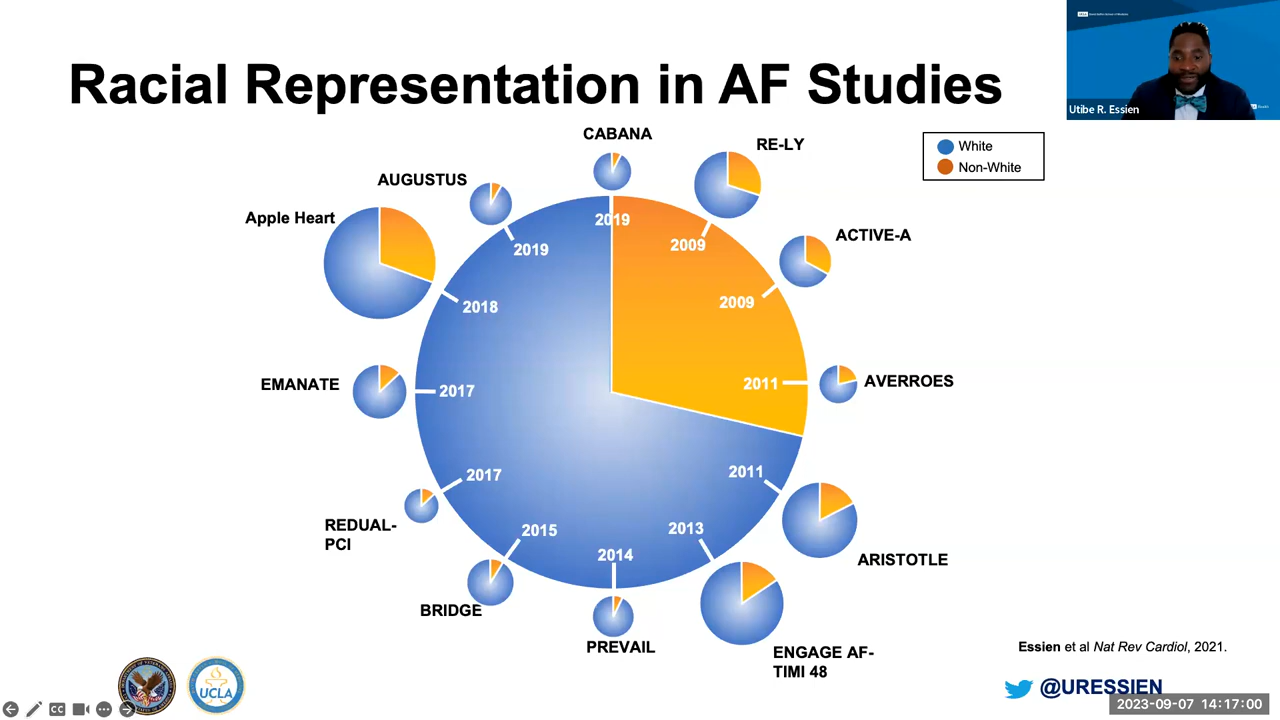 Racial Representation in AF Studies
Utibe R. Essien
White
Non-White
CABANA
2019
RE-LY
2009
ACTIVE-A
2009
AVERROES
2011
ARISTOTLE
2011
ENGAGE AF-
TIMI 48
2013
PREVAIL
2014
BRIDGE
2015
REDUAL-
PCI
2017
EMANATE
2017
Apple Heart
2018
AUGUSTUS
2019
Essien et al Nat Rev Cardiol, 2021.
@URESSIEN
UCLA
CC
2023-09-07 14:17:00